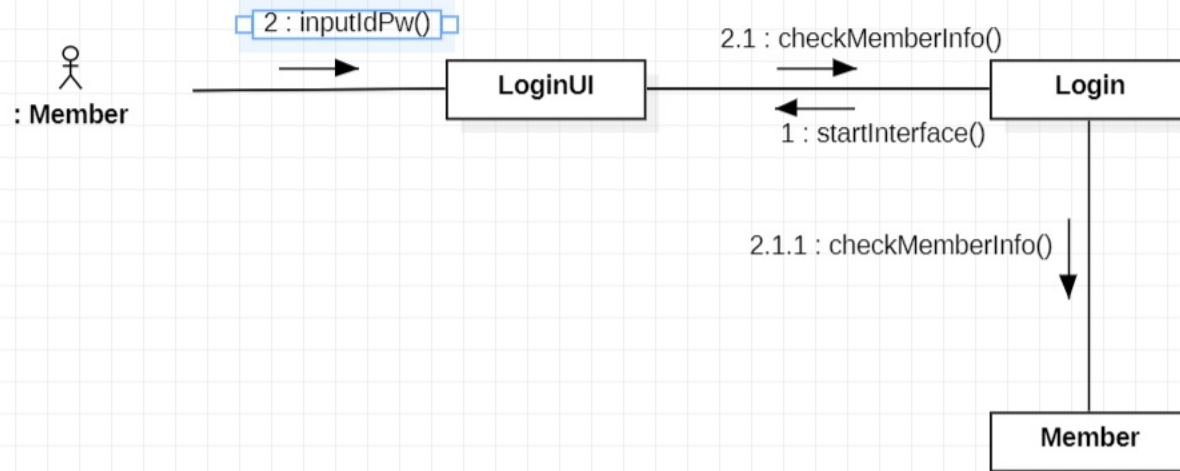 2 : inputIdPw()
2.1 : checkMemberInfo()
LoginUI
Login
: Member
1 : startInterface()
2.1.1 : checkMemberInfo()
Member